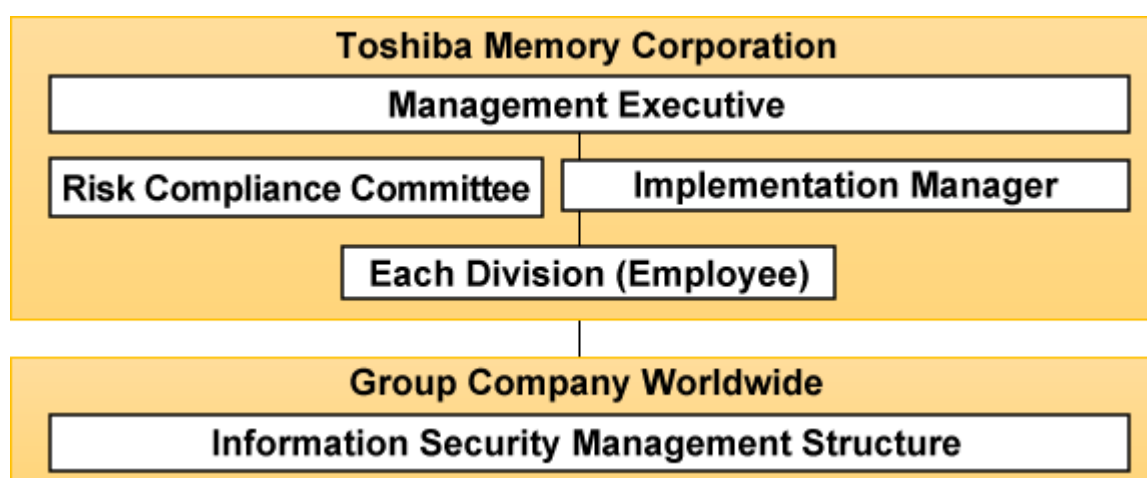 Toshiba Memory Corporation
Management Executive
Risk Compliance Committee
Implementation Manager
Each Division (Employee)
Group Company Worldwide
Information Security Management Structure